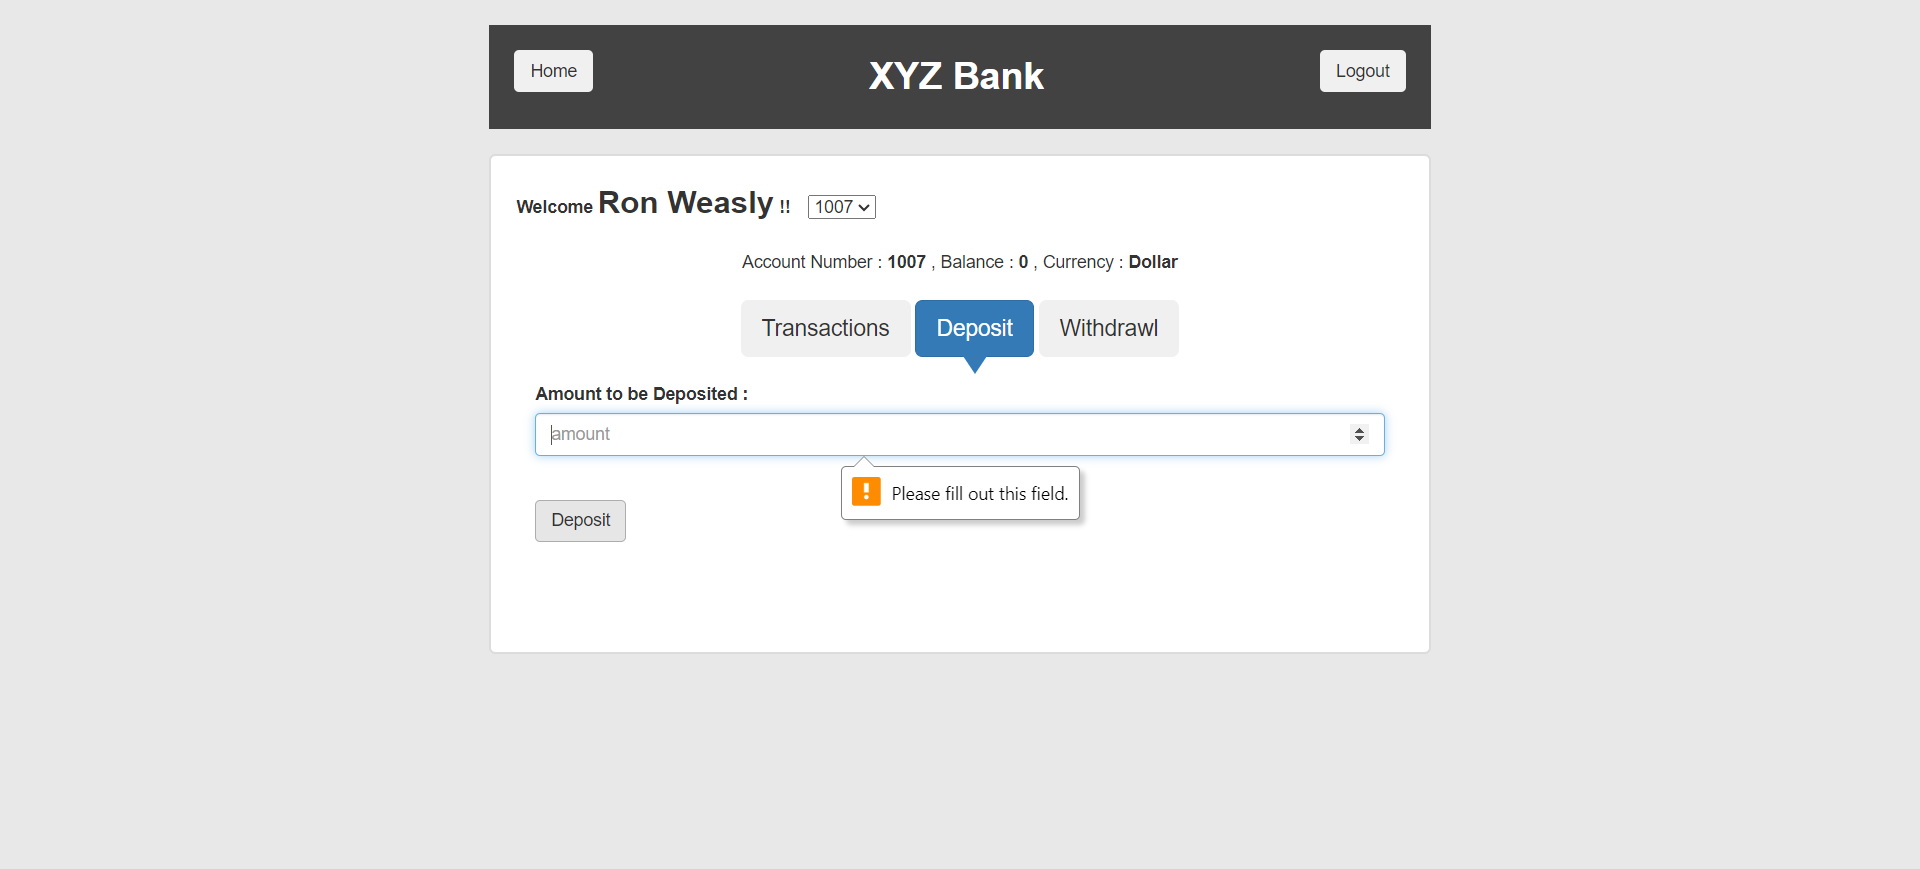 Home XYZ Bank Logout
Welcome Ron Weasly !! 1007
Account Number : 1007 , Balance : 0 , Currency : Dollar
Transactions Deposit Withdrawl
Amount to be Deposited :
amount
! Please fill out this field.
Deposit